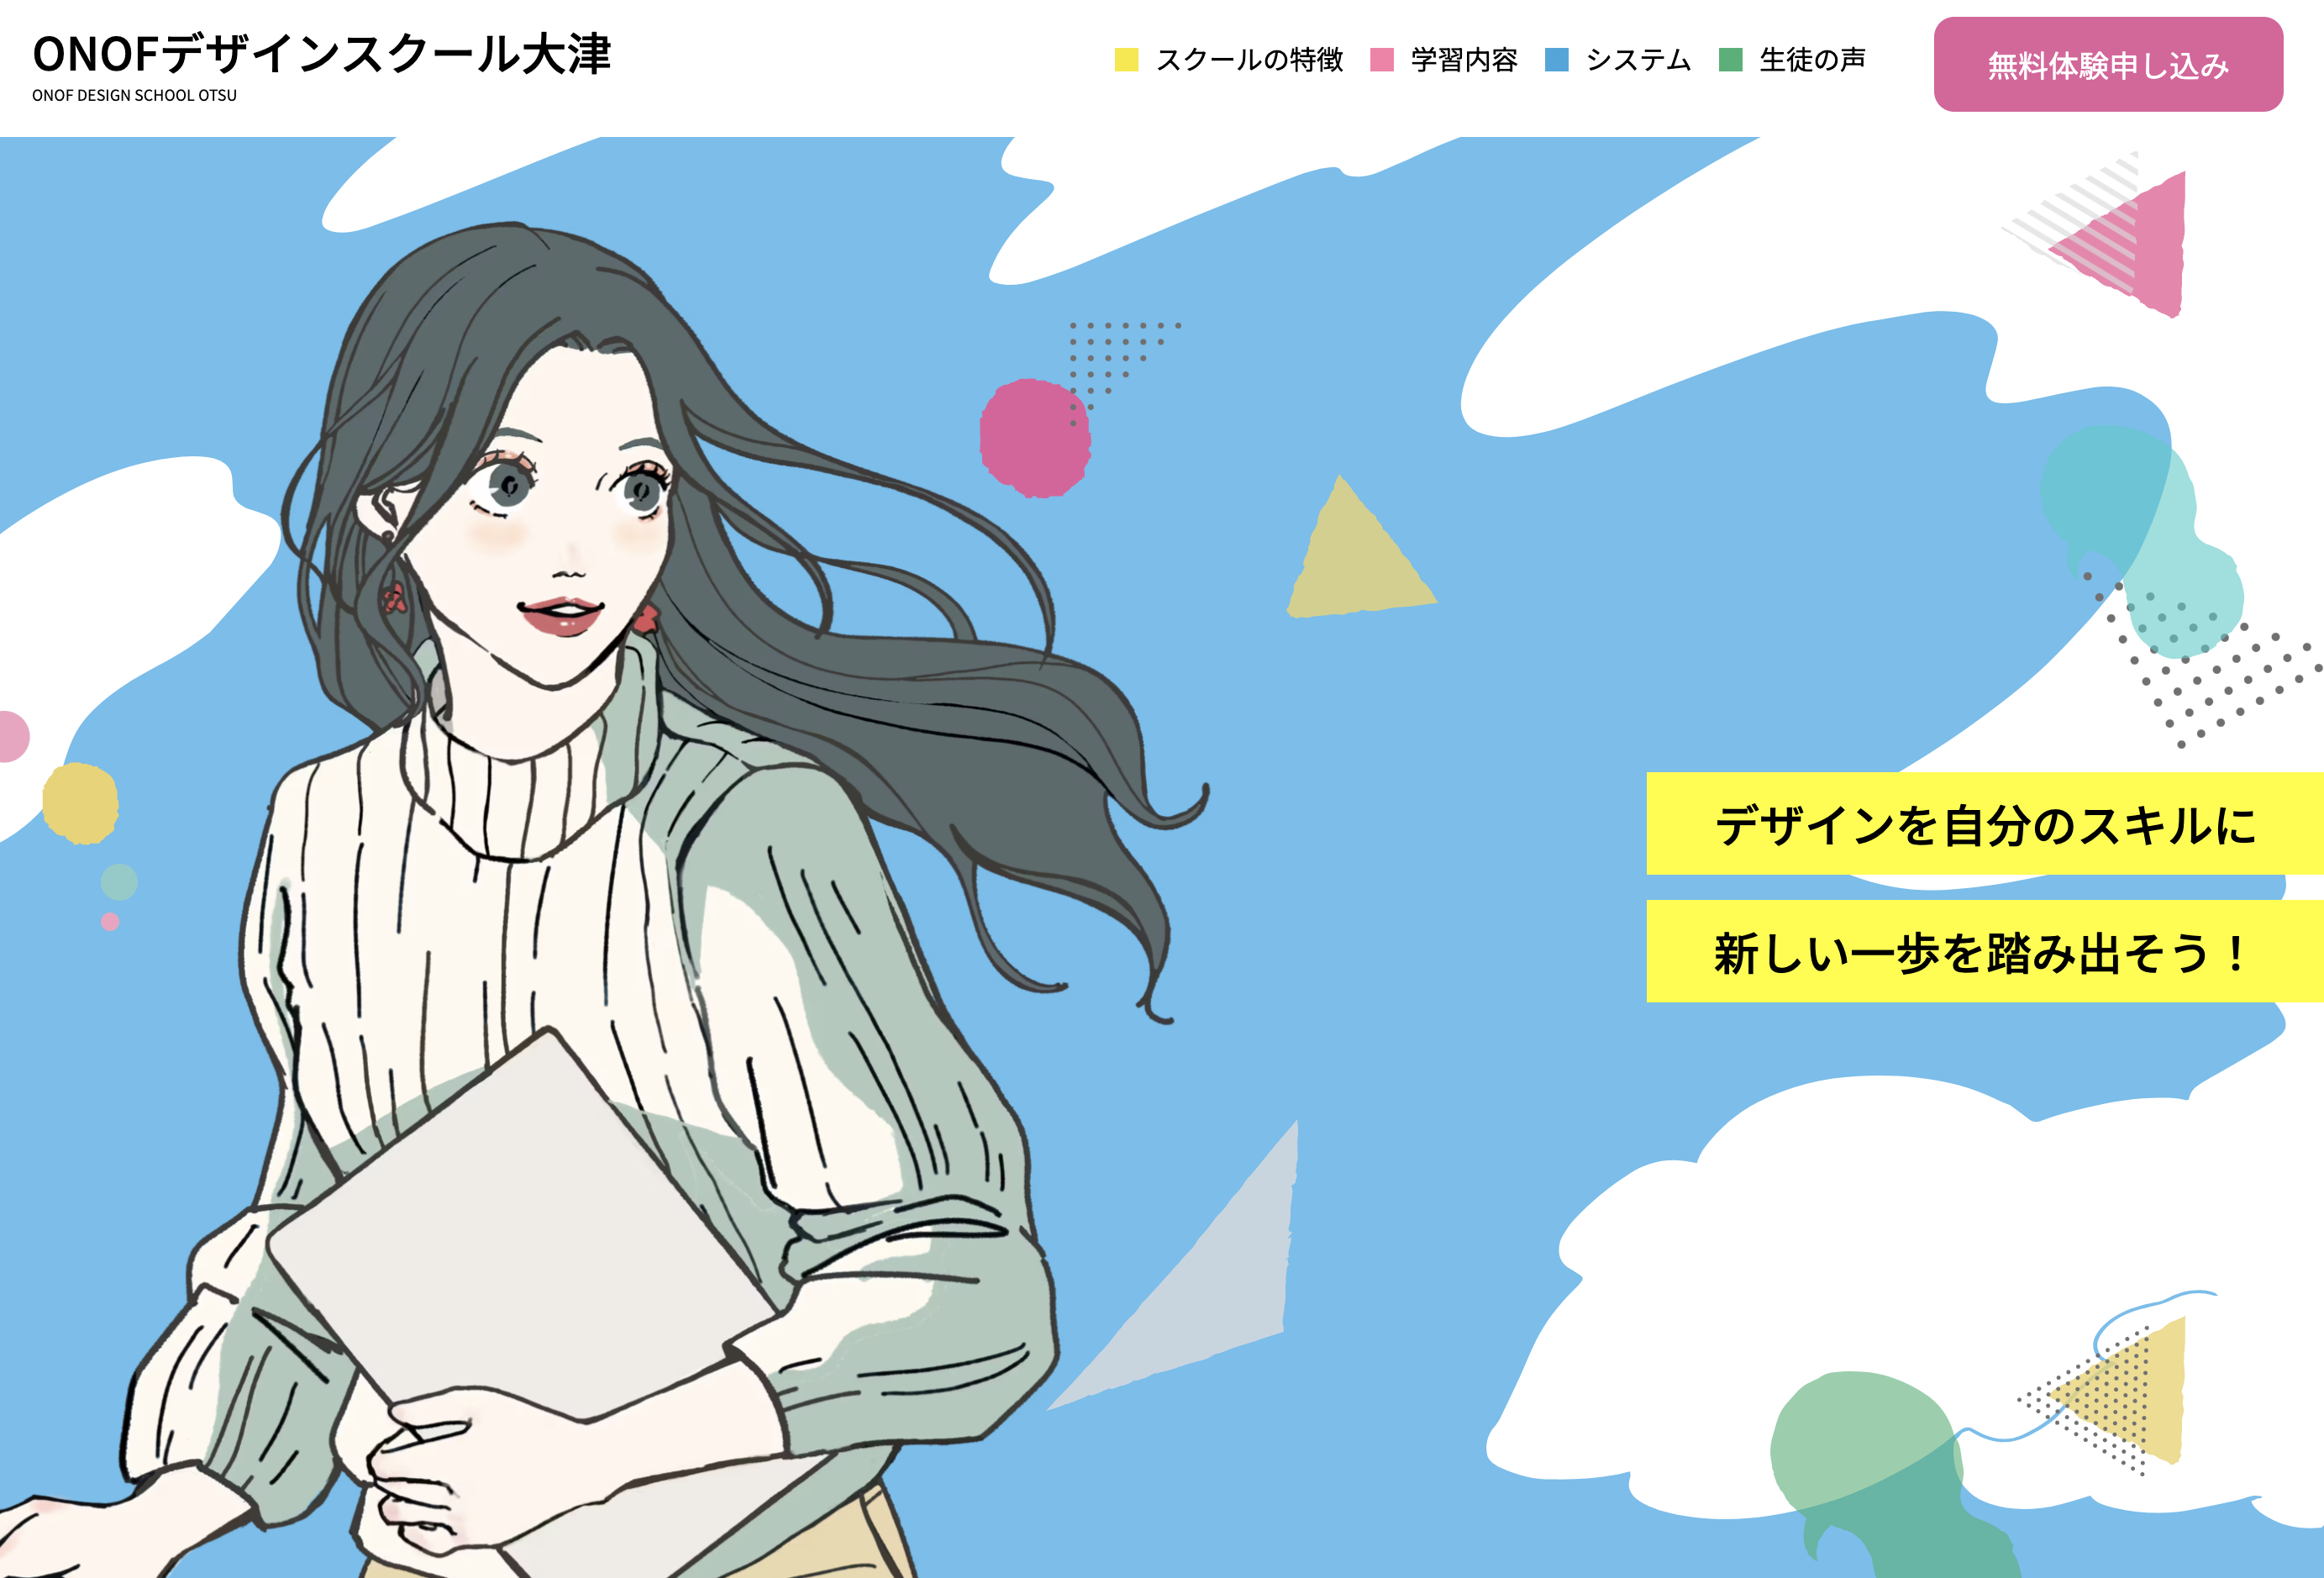 ONOFデザインスクール大津
ONOF DESIGN SCHOOL OTSU
スクールの特徴
学習内容
システム
生徒の声
無料体験申し込み
デザインを自分のスキルに
新しい一歩を踏み出そう！